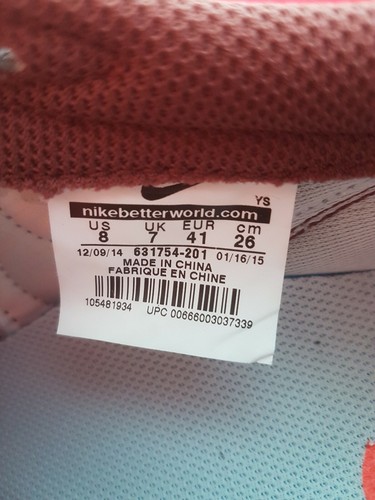 YS
nikebetterworld.com
US UK EUR cm
8 7 41 26
12/09/14 631754-201 01/16/15
MADE IN CHINA
FABRIQUE EN CHINE
105481934 UPC 00666003037339